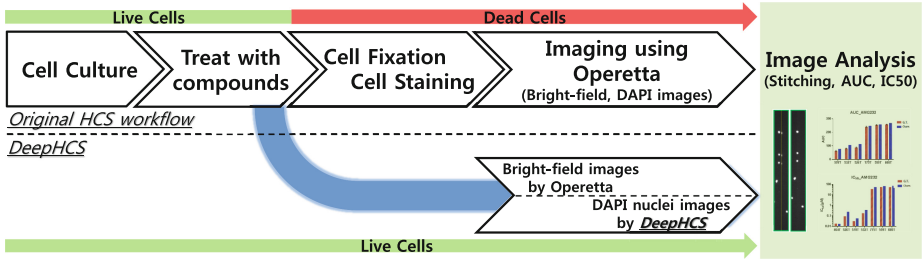 Live Cells
Dead Cells
Cell Culture
Treat with
compounds
Cell Fixation
Cell Staining
Imaging using
Operetta
(Bright-field, DAPI images)
Image Analysis
(Stitching, AUC, IC50)
Original HCS workflow
DeepHCS
Bright-field images
by Operetta
DAPI nuclei images
by DeepHCS
Live Cells